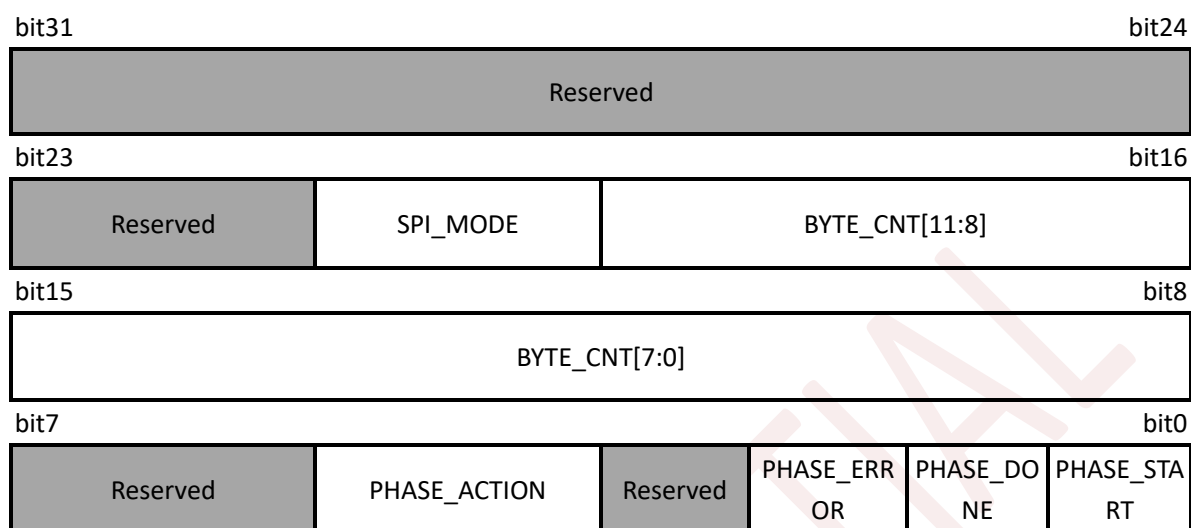 bit31 bit24
Reserved
bit23 bit16
Reserved SPI_MODE BYTE_CNT[11:8]
bit15 bit8
BYTE_CNT[7:0]
bit7 bit0
Reserved PHASE_ACTION Reserved PHASE_ERR PHASE_DO PHASE_STA
OR NE RT
TIAL